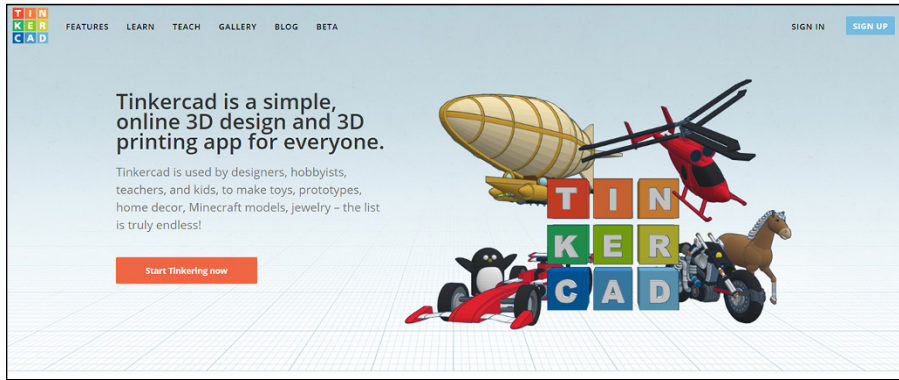 TIN
KER
CAD
FEATURES LEARN TEACH GALLERY BLOG BETA SIGN IN SIGN UP
Tinkercad is a simple,
online 3D design and 3D
printing app for everyone.
Tinkercad is used by designers, hobbyists,
teachers, and kids, to make toys, prototypes,
home decor, Minecraft models, jewelry – the list
is truly endless!
Start Tinkering now
TIN
KER
CAD